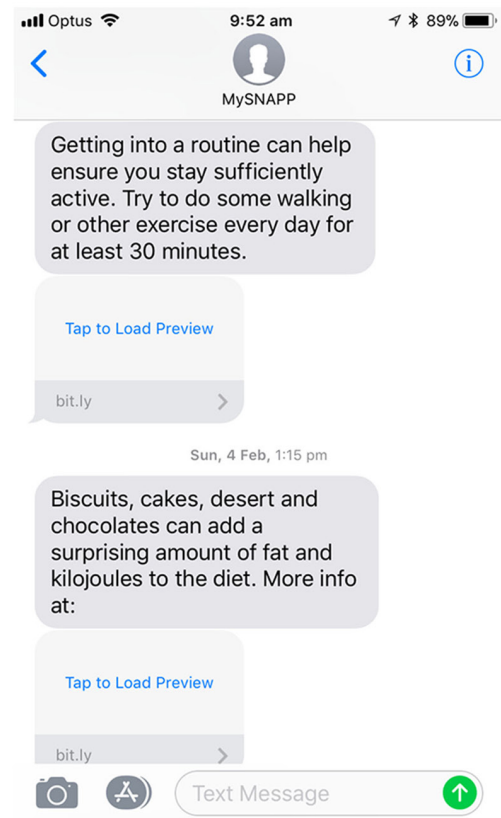 Optus 9:52 am 89%
MySNAPP
Getting into a routine can help
ensure you stay sufficiently
active. Try to do some walking
or other exercise every day for
at least 30 minutes.
Tap to Load Preview
bit.ly
Sun, 4 Feb, 1:15 pm
Biscuits, cakes, desert and
chocolates can add a
surprising amount of fat and
kilojoules to the diet. More info
at:
Tap to Load Preview
bit.ly
Text Message